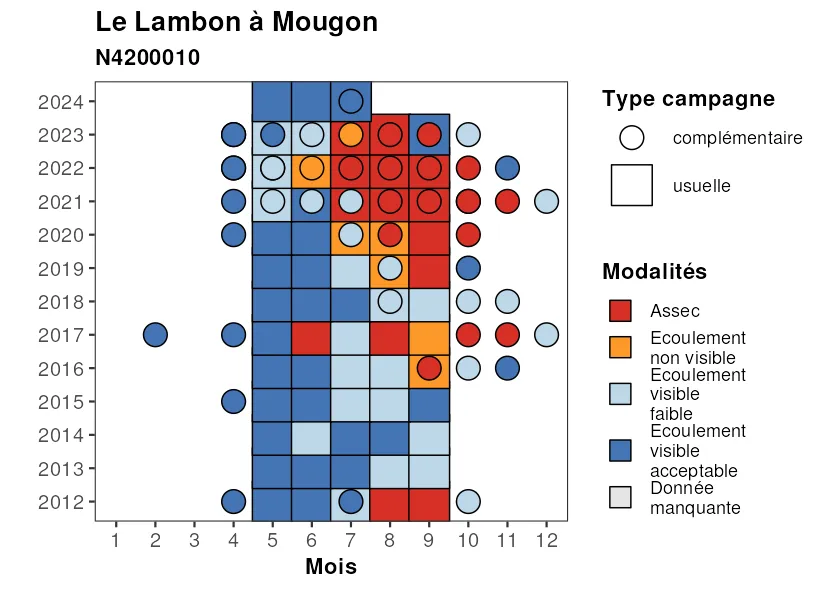 Le Lambon à Mougon
N4200010
2024
2023
2022
2021
2020
2019
2018
2017
2016
2015
2014
2013
2012
1 2 3 4 5 6 7 8 9 10 11 12
Mois
Type campagne
complémentaire
usuelle
Modalités
Assec
Ecoulement
non visible
Ecoulement
visible
faible
Ecoulement
visible
acceptable
Donnée
manquante